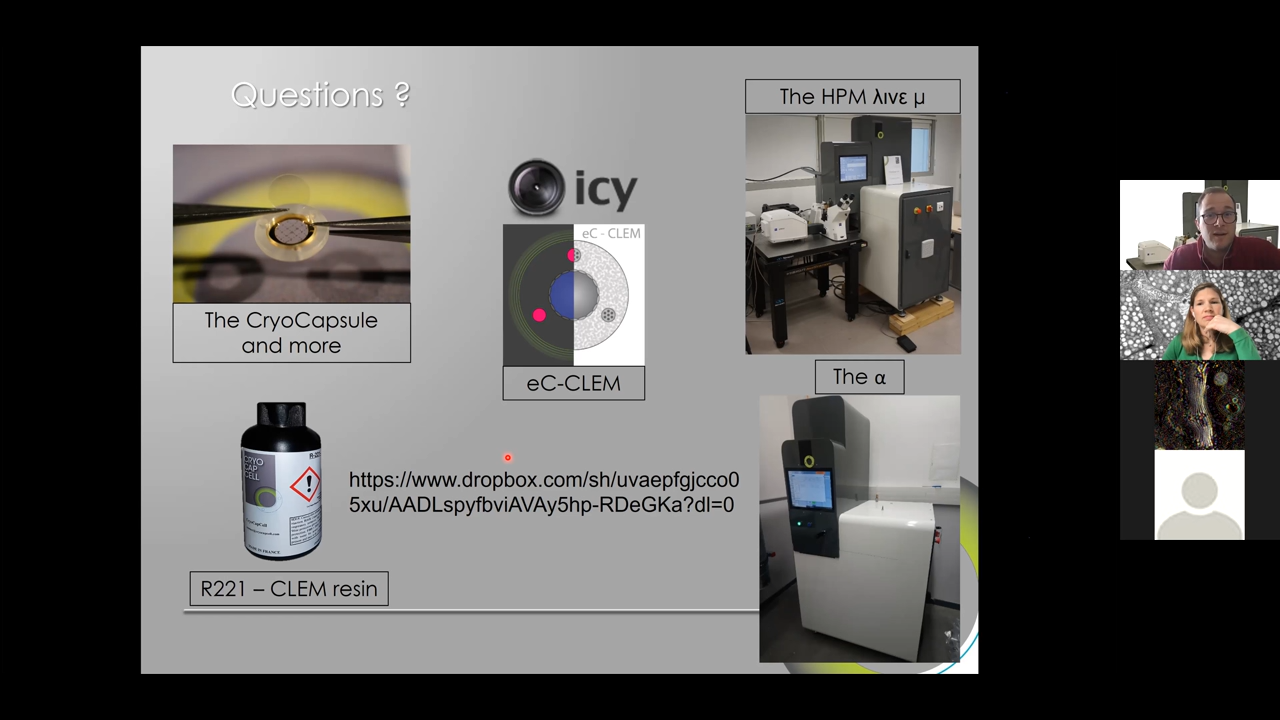 Questions ?
The HPM λινε μ
icy
eC - CLEM
The CryoCapsule
and more
eC-CLEM
The α
CRYO
CAP
CELL
https://www.dropbox.com/sh/uvaepfgjcco0
5xu/AADLspyfbviAVAy5hp-RDeGKa?dl=0
R221 – CLEM resin